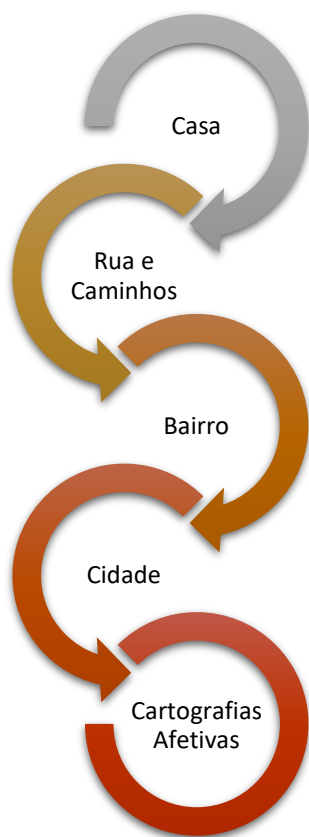 Casa
Rua e
Caminhos
Bairro
Cidade
Cartografias
Afetivas